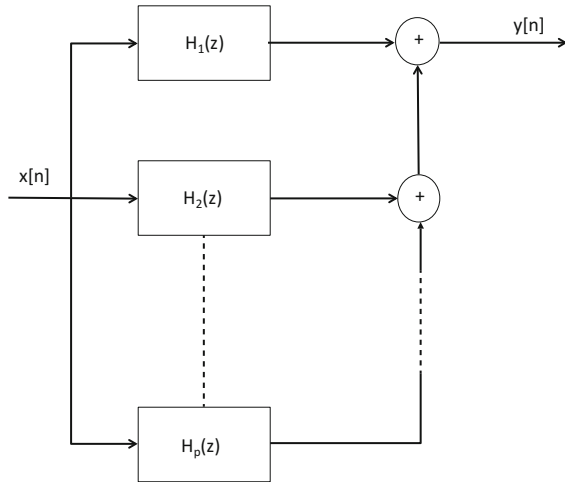 H₁(z)
+
y[n]
x[n]
H₂(z)
+
Hₚ(z)